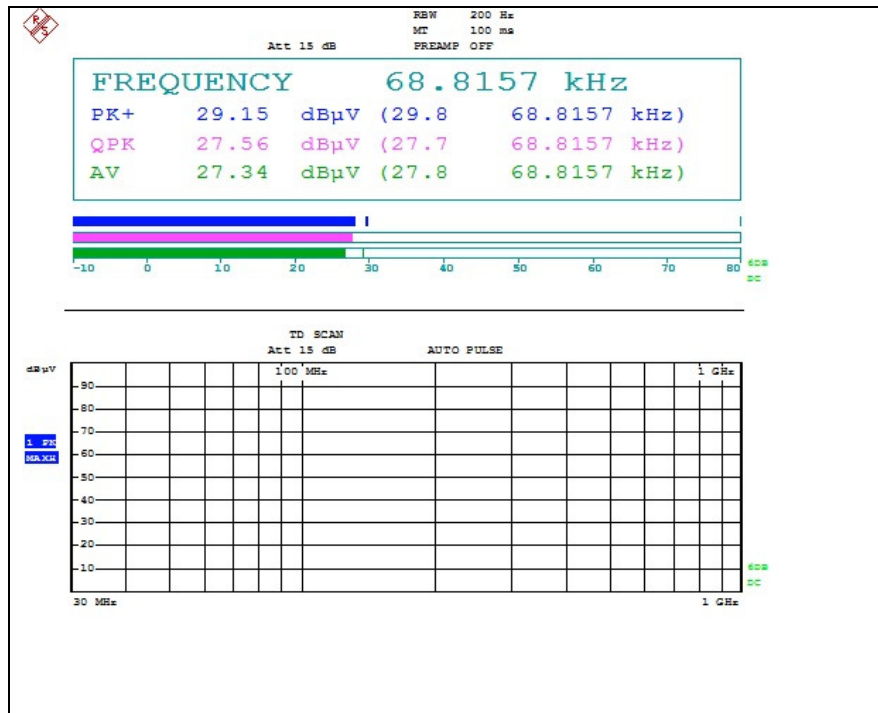 R&S
RBW 200 Hz
MT 100 ms
Att 15 dB PREAMP OFF
FREQUENCY 68.8157 kHz
PK+ 29.15 dBµV (29.8 68.8157 kHz)
QPK 27.56 dBµV (27.7 68.8157 kHz)
AV 27.34 dBµV (27.8 68.8157 kHz)
-10 0 10 20 30 40 50 60 70 80
6DB
DC
TD SCAN
Att 15 dB AUTO PULSE
dBµV
100 MHz 1 GHz
90
80
70
1 PK
MAXH
60
50
40
30
20
10
6DB
DC
30 MHz 1 GHz